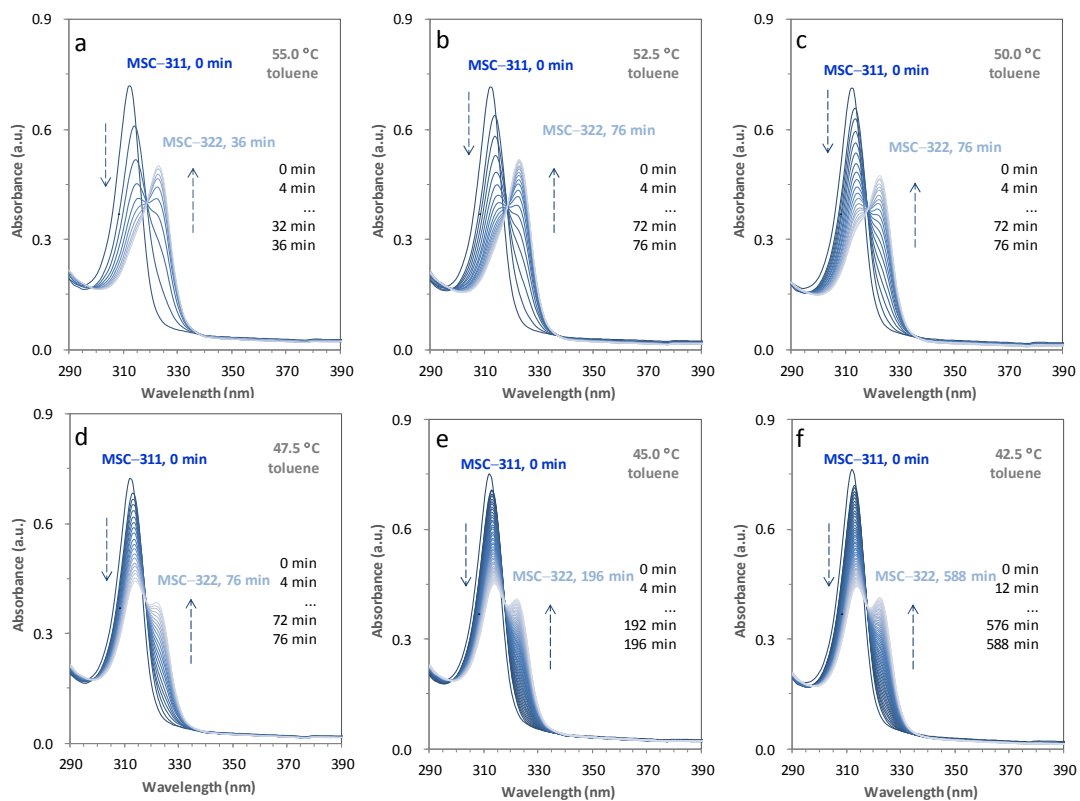 a
MSC–311, 0 min
55.0 °C
toluene
MSC–322, 36 min
0 min
4 min
...
32 min
36 min
Absorbance (a.u.)
0.9
0.6
0.3
0.0
290 310 330 350 370 390
Wavelength (nm)
b
MSC–311, 0 min
52.5 °C
toluene
MSC–322, 76 min
0 min
4 min
...
72 min
76 min
Absorbance (a.u.)
0.9
0.6
0.3
0.0
290 310 330 350 370 390
Wavelength (nm)
c
MSC–311, 0 min
50.0 °C
toluene
MSC–322, 76 min
0 min
4 min
...
72 min
76 min
Absorbance (a.u.)
0.9
0.6
0.3
0.0
290 310 330 350 370 390
Wavelength (nm)
d
MSC–311, 0 min
47.5 °C
toluene
MSC–322, 76 min
0 min
4 min
...
72 min
76 min
Absorbance (a.u.)
0.9
0.6
0.3
0.0
290 310 330 350 370 390
Wavelength (nm)
e
MSC–311, 0 min
45.0 °C
toluene
MSC–322, 196 min
0 min
4 min
...
192 min
196 min
Absorbance (a.u.)
0.9
0.6
0.3
0.0
290 310 330 350 370 390
Wavelength (nm)
f
MSC–311, 0 min
42.5 °C
toluene
MSC–322, 588 min
0 min
12 min
...
576 min
588 min
Absorbance (a.u.)
0.9
0.6
0.3
0.0
290 310 330 350 370 390
Wavelength (nm)